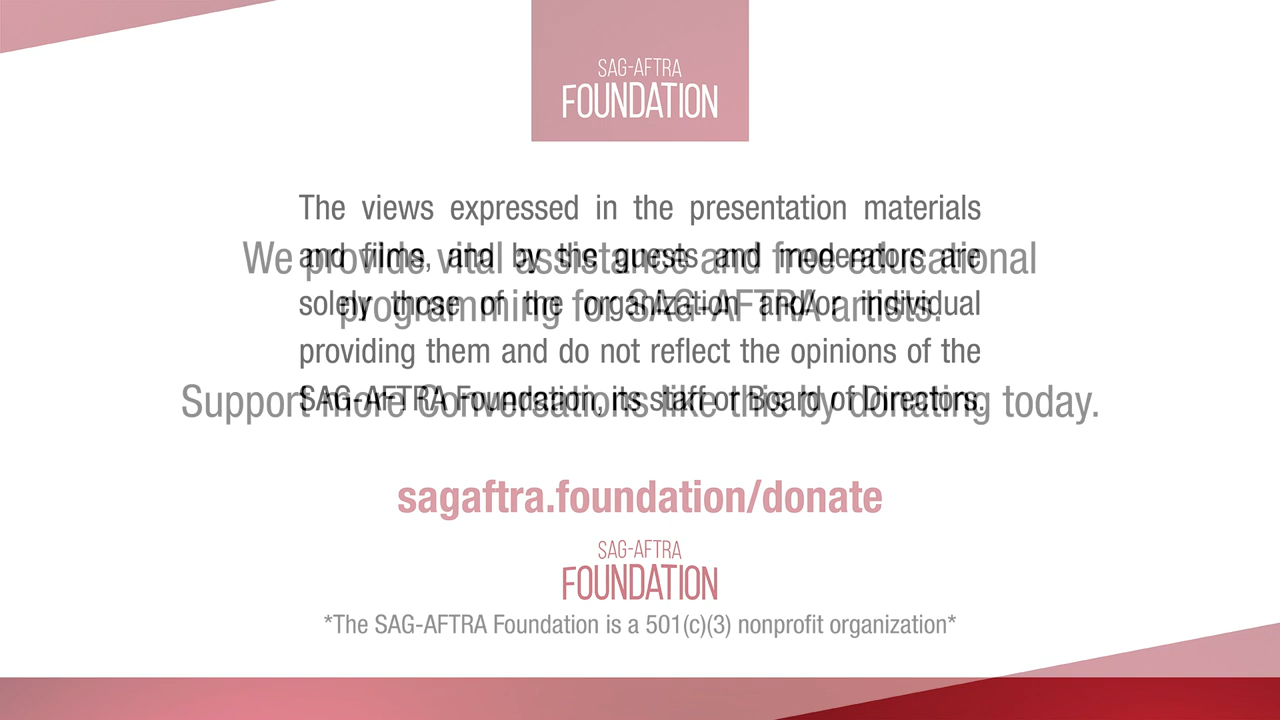 SAG-AFTRA
FOUNDATION
The views expressed in the presentation materials
and films, and by the guests and moderators are
We provide vital assistance and free educational
solely those of the organization and/or individual
programming for SAG-AFTRA artists.
providing them and do not reflect the opinions of the
SAG-AFTRA Foundation, its staff or Board of Directors.
Support more Conversations like this by donating today.
sagaftra.foundation/donate
SAG-AFTRA
FOUNDATION
*The SAG-AFTRA Foundation is a 501(c)(3) nonprofit organization*